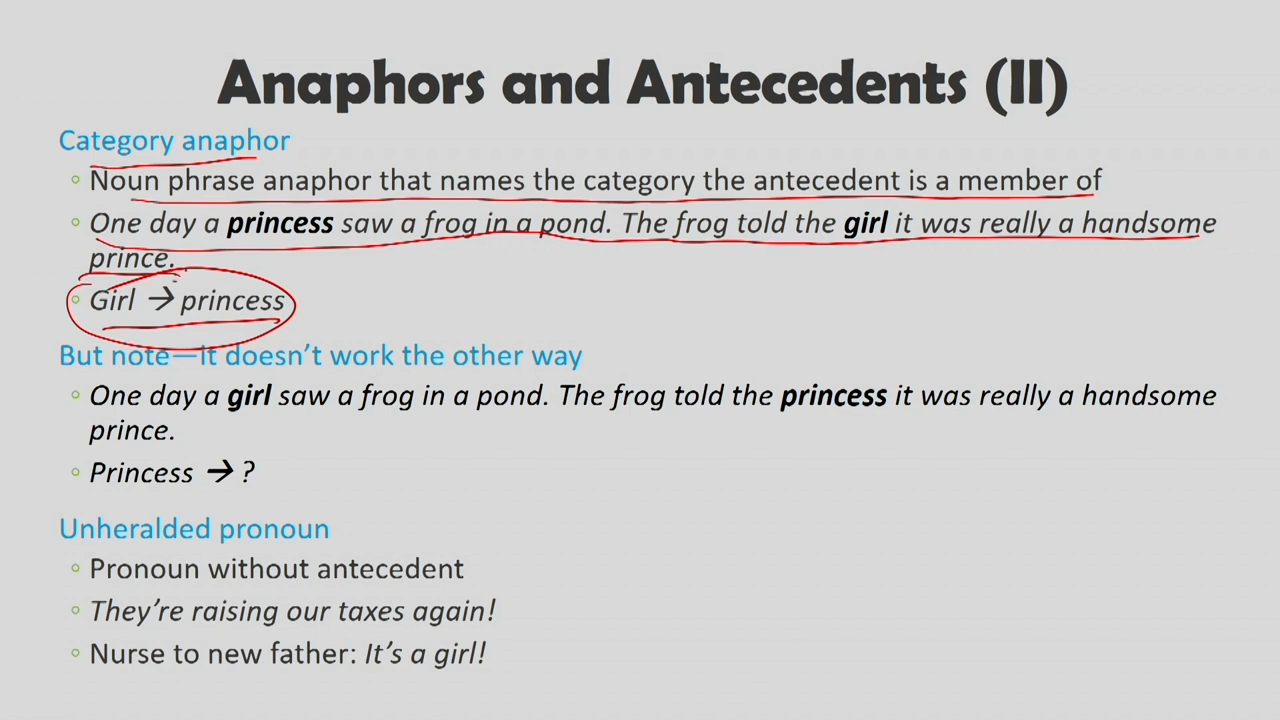 Anaphors and Antecedents (II)
Category anaphor
◦ Noun phrase anaphor that names the category the antecedent is a member of
◦ One day a princess saw a frog in a pond. The frog told the girl it was really a handsome
prince.
◦ Girl → princess
But note—it doesn't work the other way
◦ One day a girl saw a frog in a pond. The frog told the princess it was really a handsome
prince.
◦ Princess → ?
Unheralded pronoun
◦ Pronoun without antecedent
◦ They're raising our taxes again!
◦ Nurse to new father: It's a girl!